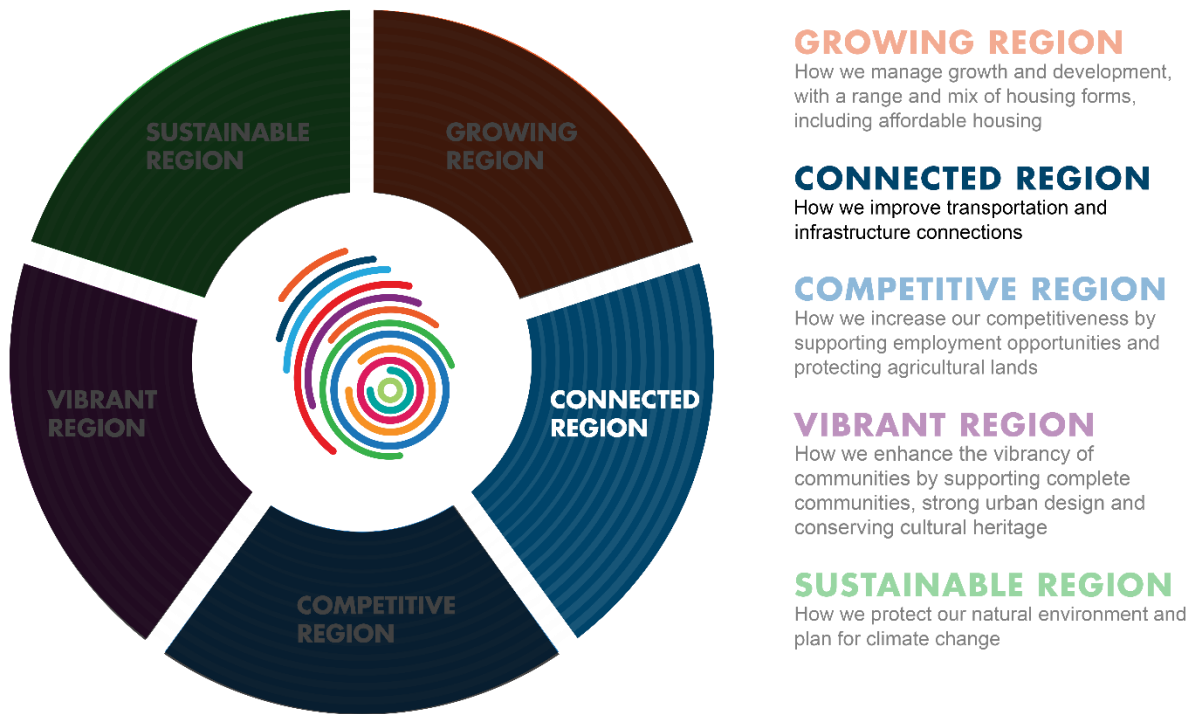 SUSTAINABLE
REGION
GROWING
REGION
VIBRANT
REGION
CONNECTED
REGION
COMPETITIVE
REGION
GROWING REGION
How we manage growth and development,
with a range and mix of housing forms,
including affordable housing
CONNECTED REGION
How we improve transportation and
infrastructure connections
COMPETITIVE REGION
How we increase our competitiveness by
supporting employment opportunities and
protecting agricultural lands
VIBRANT REGION
How we enhance the vibrancy of
communities by supporting complete
communities, strong urban design and
conserving cultural heritage
SUSTAINABLE REGION
How we protect our natural environment and
plan for climate change